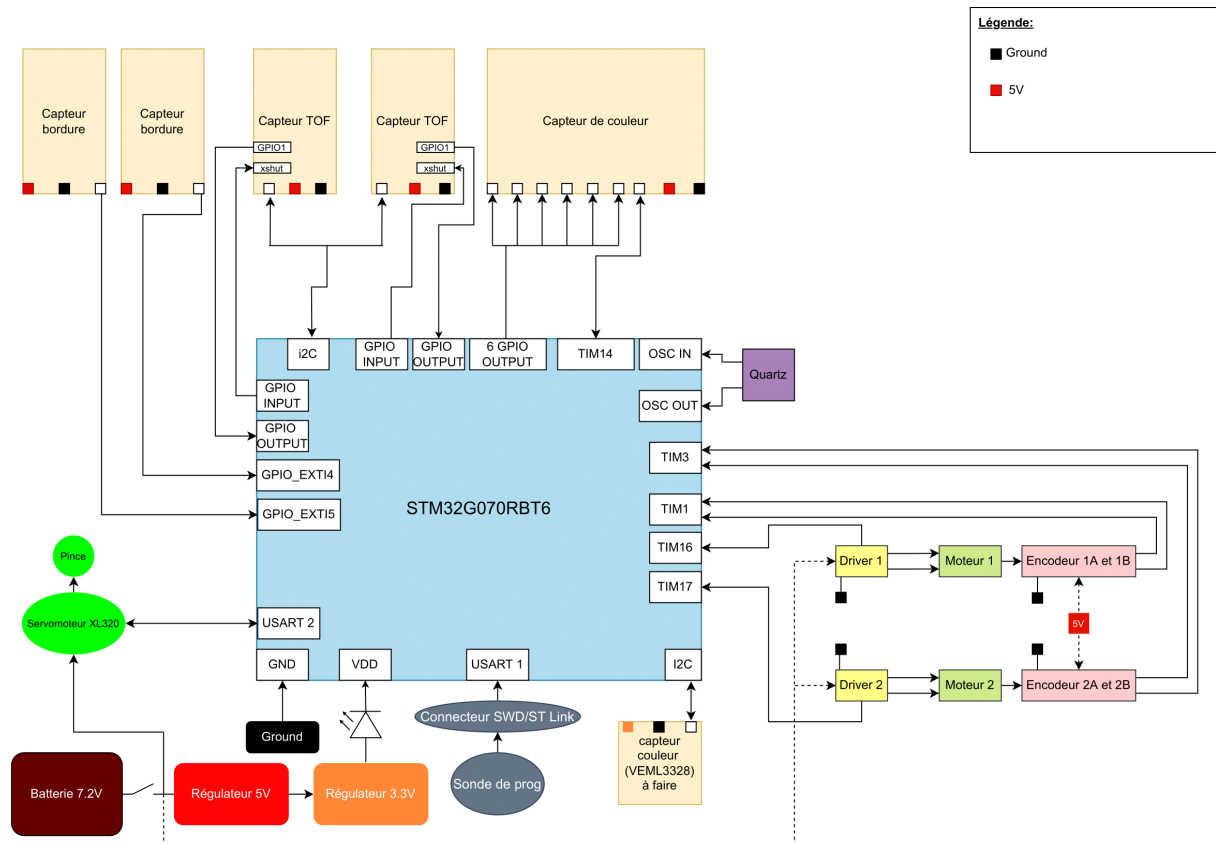 Légende:
Ground
5V
Capteur
bordure
Capteur
bordure
Capteur TOF
GPIO1
xshut
Capteur TOF
GPIO1
xshut
Capteur de couleur
i2C
GPIO
INPUT
GPIO
OUTPUT
6 GPIO
OUTPUT
TIM14
OSC IN
Quartz
OSC OUT
GPIO
INPUT
GPIO
OUTPUT
GPIO_EXTI4
GPIO_EXTI5
STM32G070RBT6
TIM3
TIM1
TIM16
TIM17
Driver 1
Moteur 1
Encodeur 1A et 1B
5V
Driver 2
Moteur 2
Encodeur 2A et 2B
Pince
Servomoteur XL320
USART 2
GND
VDD
USART 1
I2C
Ground
Connecteur SWD/ST Link
Sonde de prog
capteur
couleur
(VEML3328)
à faire
Batterie 7.2V
Régulateur 5V
Régulateur 3.3V